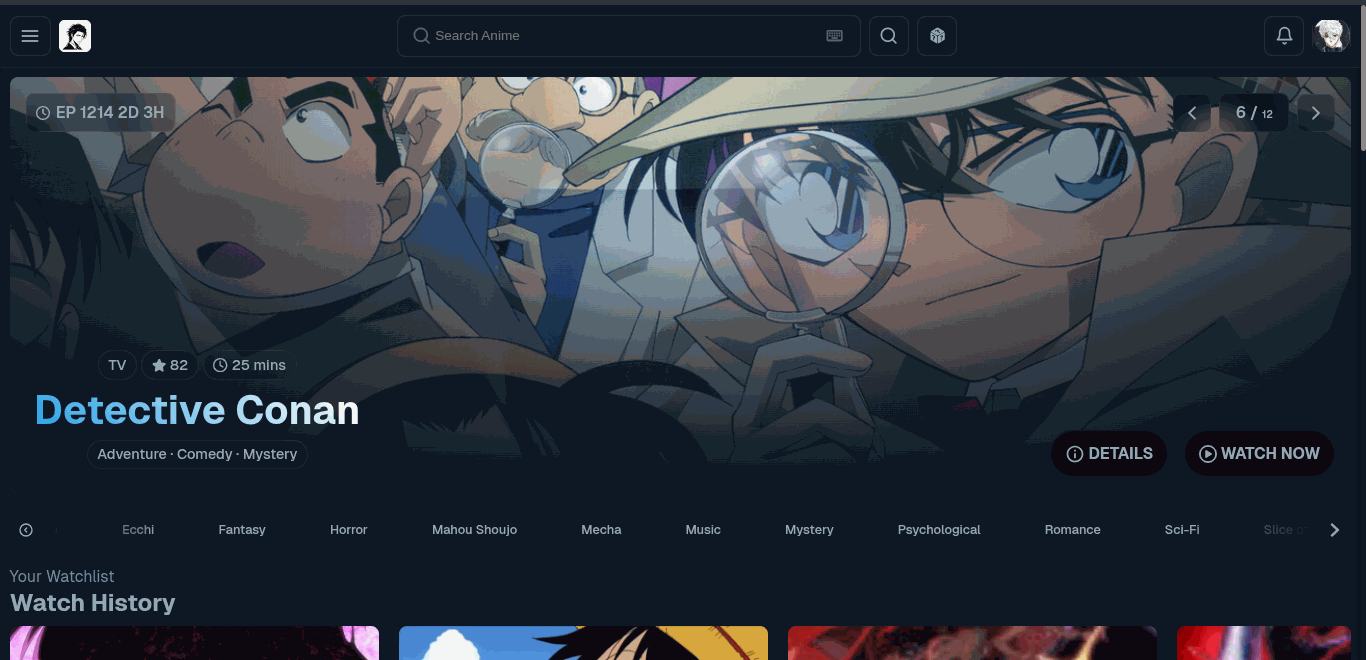 Search Anime
EP 1214 2D 3H
6 / 12
TV
82
25 mins
Detective Conan
Adventure · Comedy · Mystery
DETAILS
WATCH NOW
Ecchi Fantasy Horror Mahou Shoujo Mecha Music Mystery Psychological Romance Sci-Fi Slice
Your Watchlist
Watch History